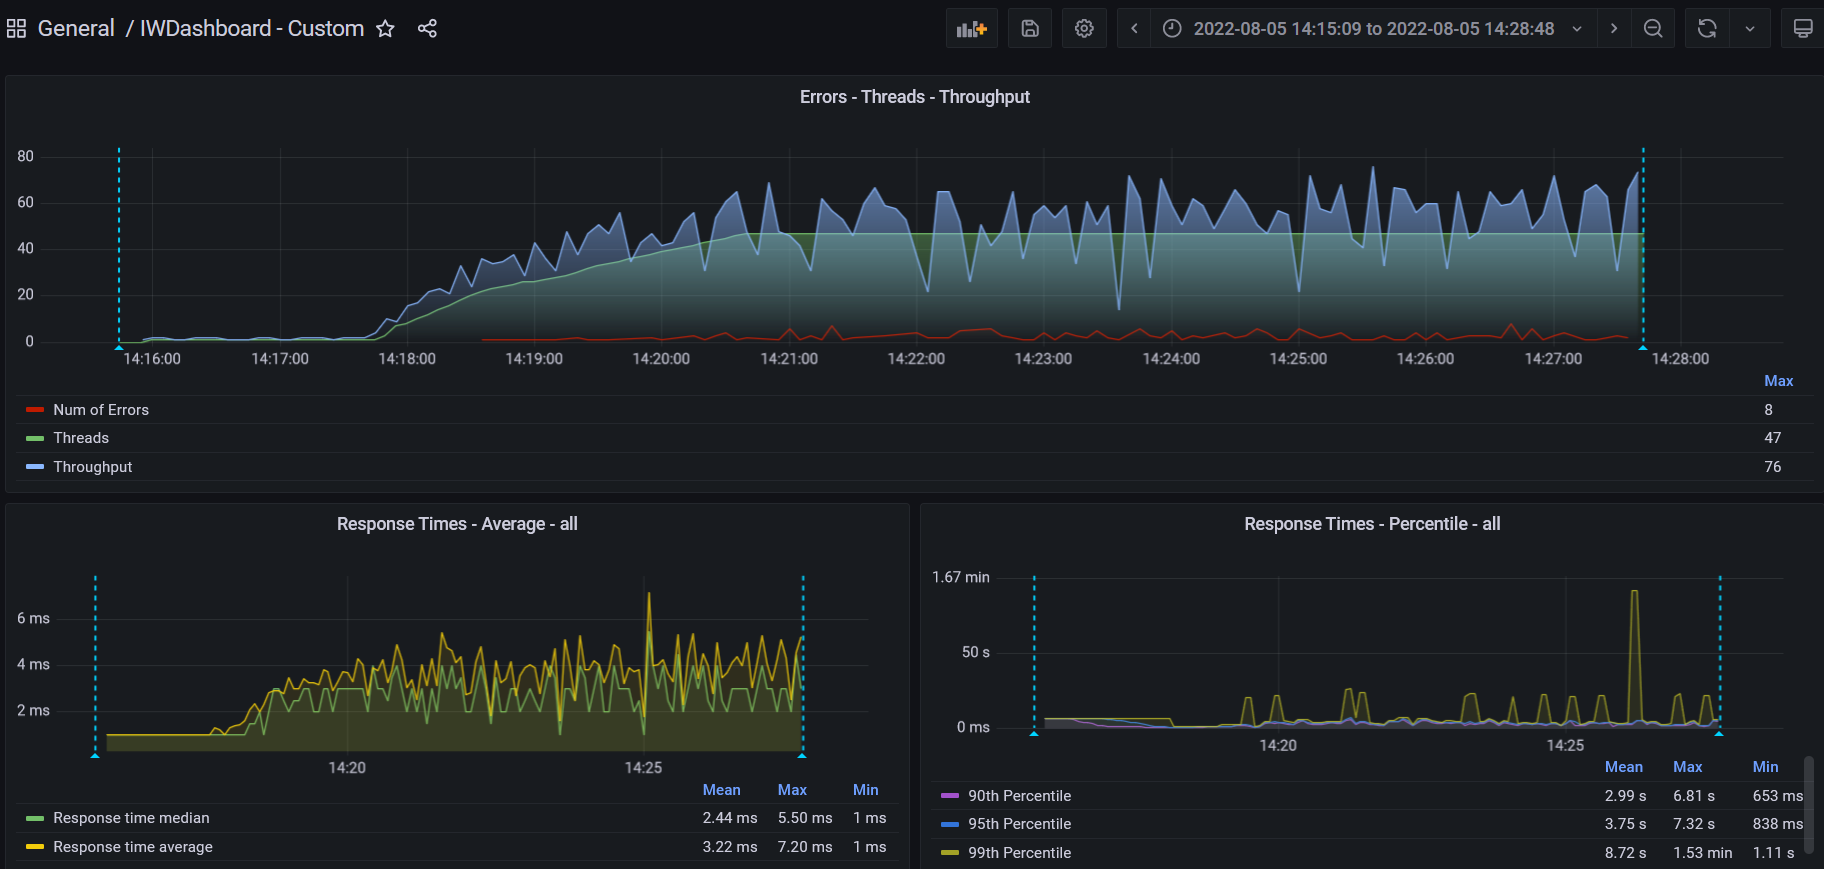 General / IWDashboard - Custom
2022-08-05 14:15:09 to 2022-08-05 14:28:48
Errors - Threads - Throughput
80
60
40
20
0
14:16:00 14:17:00 14:18:00 14:19:00 14:20:00 14:21:00 14:22:00 14:23:00 14:24:00 14:25:00 14:26:00 14:27:00 14:28:00
Max
Num of Errors 8
Threads 47
Throughput 76
Response Times - Average - all
6 ms
4 ms
2 ms
14:20 14:25
Mean Max Min
Response time median 2.44 ms 5.50 ms 1 ms
Response time average 3.22 ms 7.20 ms 1 ms
Response Times - Percentile - all
1.67 min
50 s
0 ms
14:20 14:25
Mean Max Min
90th Percentile 2.99 s 6.81 s 653 ms
95th Percentile 3.75 s 7.32 s 838 ms
99th Percentile 8.72 s 1.53 min 1.11 s